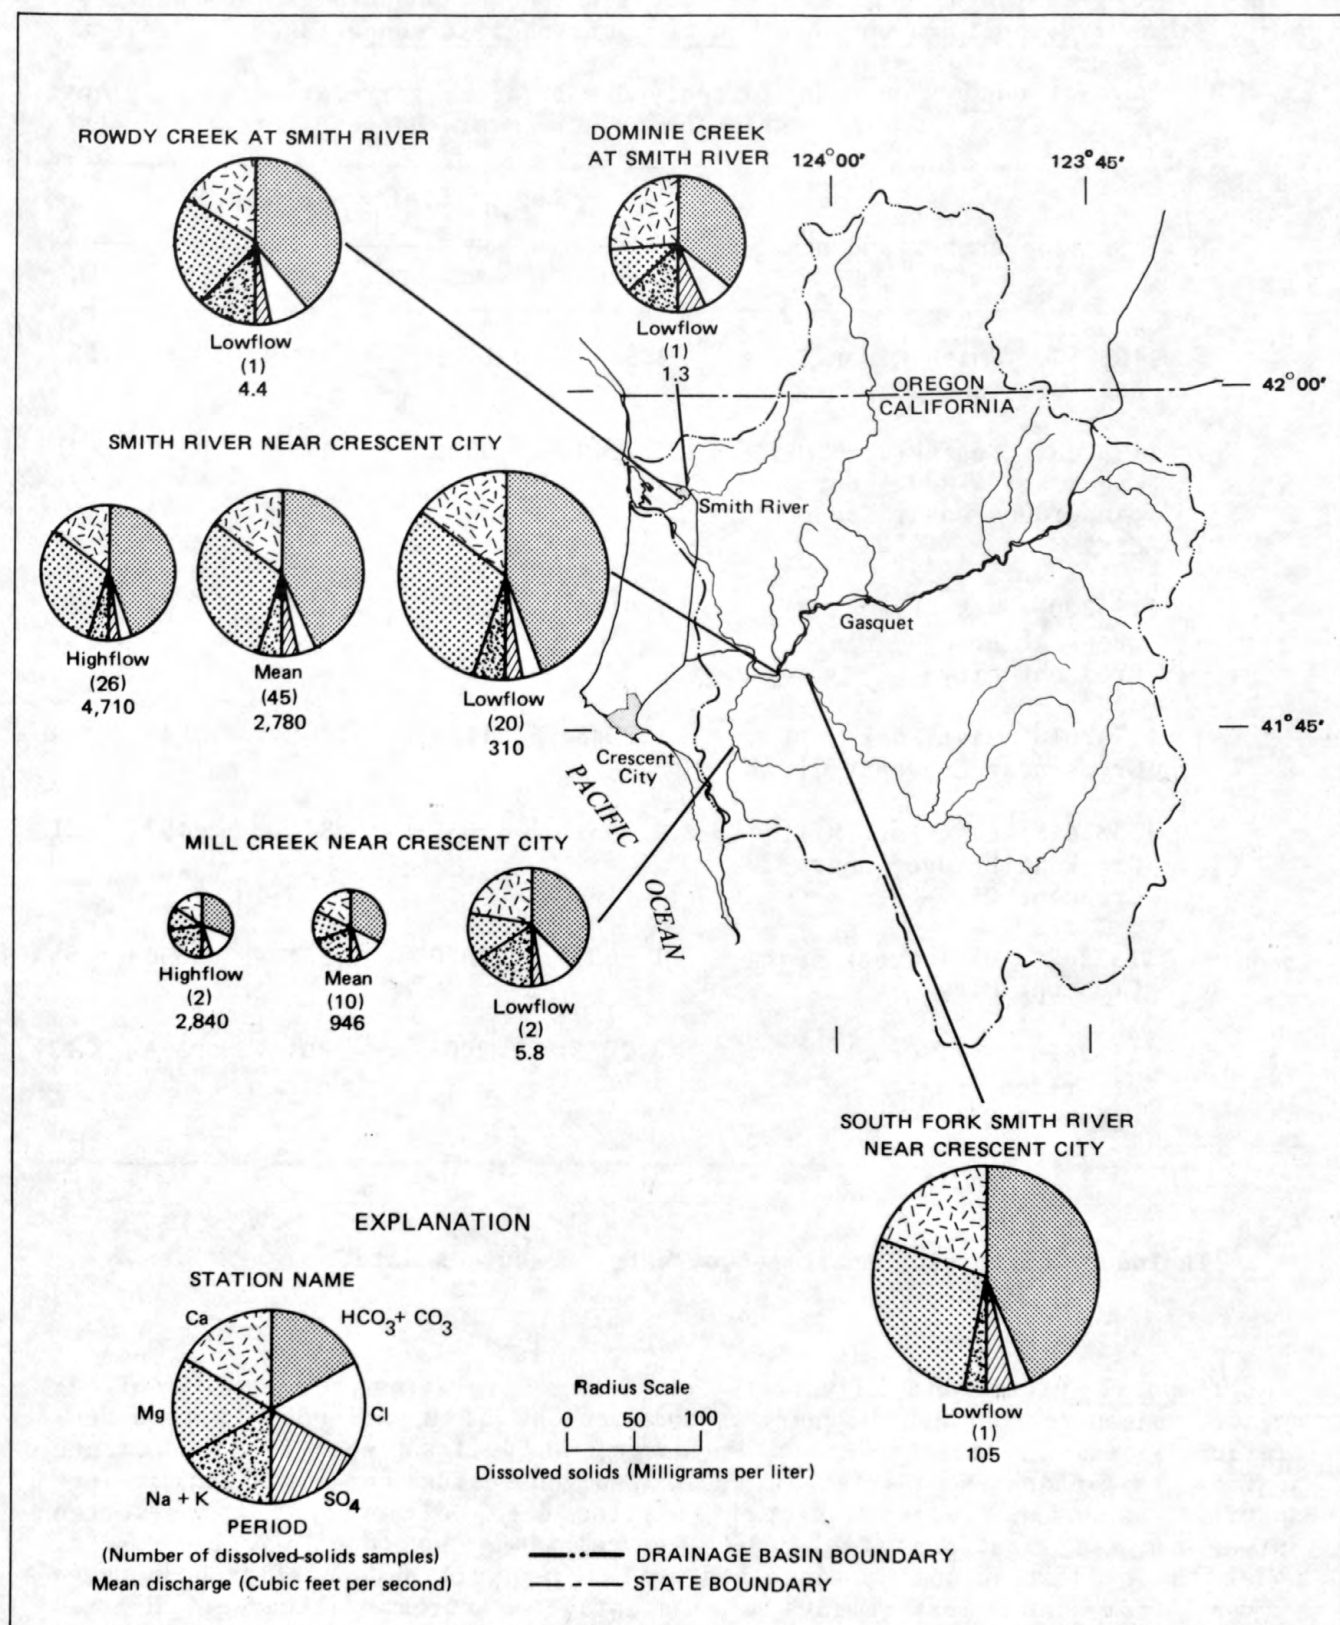 ROWDY CREEK AT SMITH RIVER
Lowflow
(1)
4.4
DOMINIE CREEK
AT SMITH RIVER
Lowflow
(1)
1.3
124°00'
123°45'
OREGON
CALIFORNIA
42°00'
SMITH RIVER NEAR CRESCENT CITY
Highflow
(26)
4,710
Mean
(45)
2,780
Lowflow
(20)
310
Smith River
Gasquet
41°45'
Crescent
City
PACIFIC
OCEAN
MILL CREEK NEAR CRESCENT CITY
Highflow
(2)
2,840
Mean
(10)
946
Lowflow
(2)
5.8
SOUTH FORK SMITH RIVER
NEAR CRESCENT CITY
Lowflow
(1)
105
EXPLANATION
STATION NAME
Ca
HCO3+ CO3
Mg
Cl
Na + K
SO4
PERIOD
(Number of dissolved-solids samples)
Mean discharge (Cubic feet per second)
Radius Scale
0 50 100
Dissolved solids (Milligrams per liter)
DRAINAGE BASIN BOUNDARY
STATE BOUNDARY